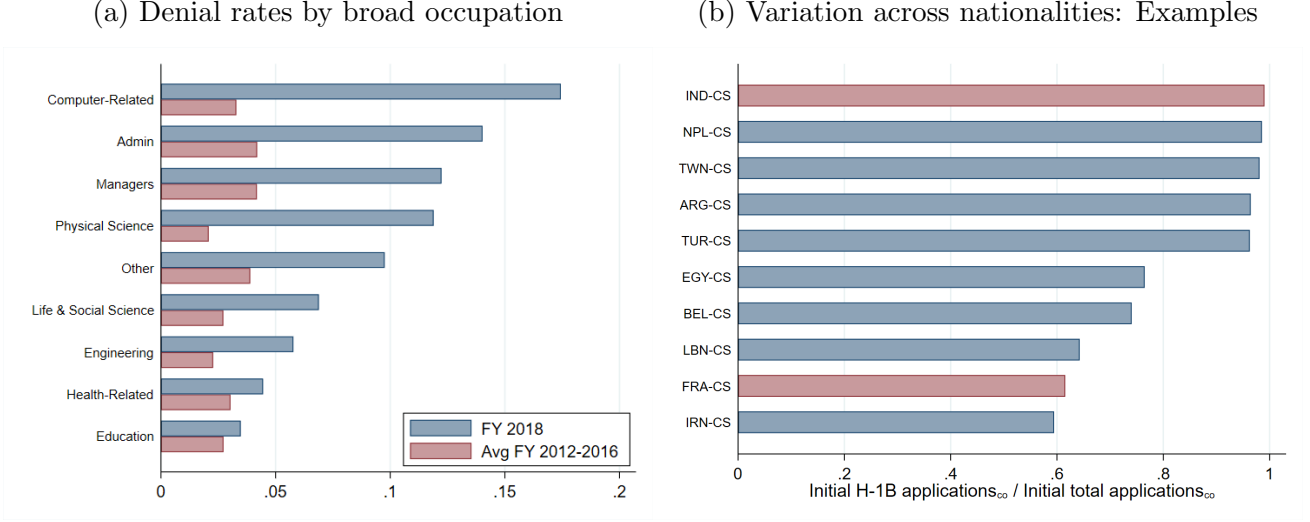 (a) Denial rates by broad occupation
Computer-Related
Admin
Managers
Physical Science
Other
Life & Social Science
Engineering
Health-Related
Education
FY 2018
Avg FY 2012-2016
0 .05 .1 .15 .2
(b) Variation across nationalities: Examples
IND-CS
NPL-CS
TWN-CS
ARG-CS
TUR-CS
EGY-CS
BEL-CS
LBN-CS
FRA-CS
IRN-CS
0 .2 .4 .6 .8 1
Initial H-1B applicationsco / Initial total applicationsco